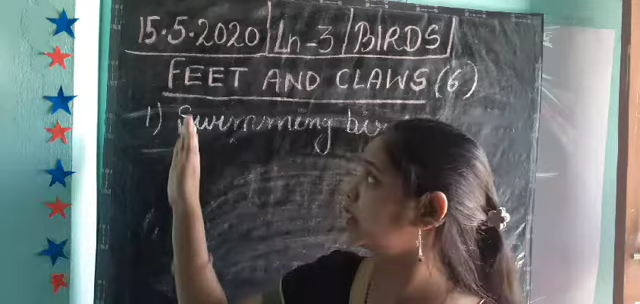 15.5.2020 Ln-3 BIRDS
FEET AND CLAWS (6)
1) Swimming